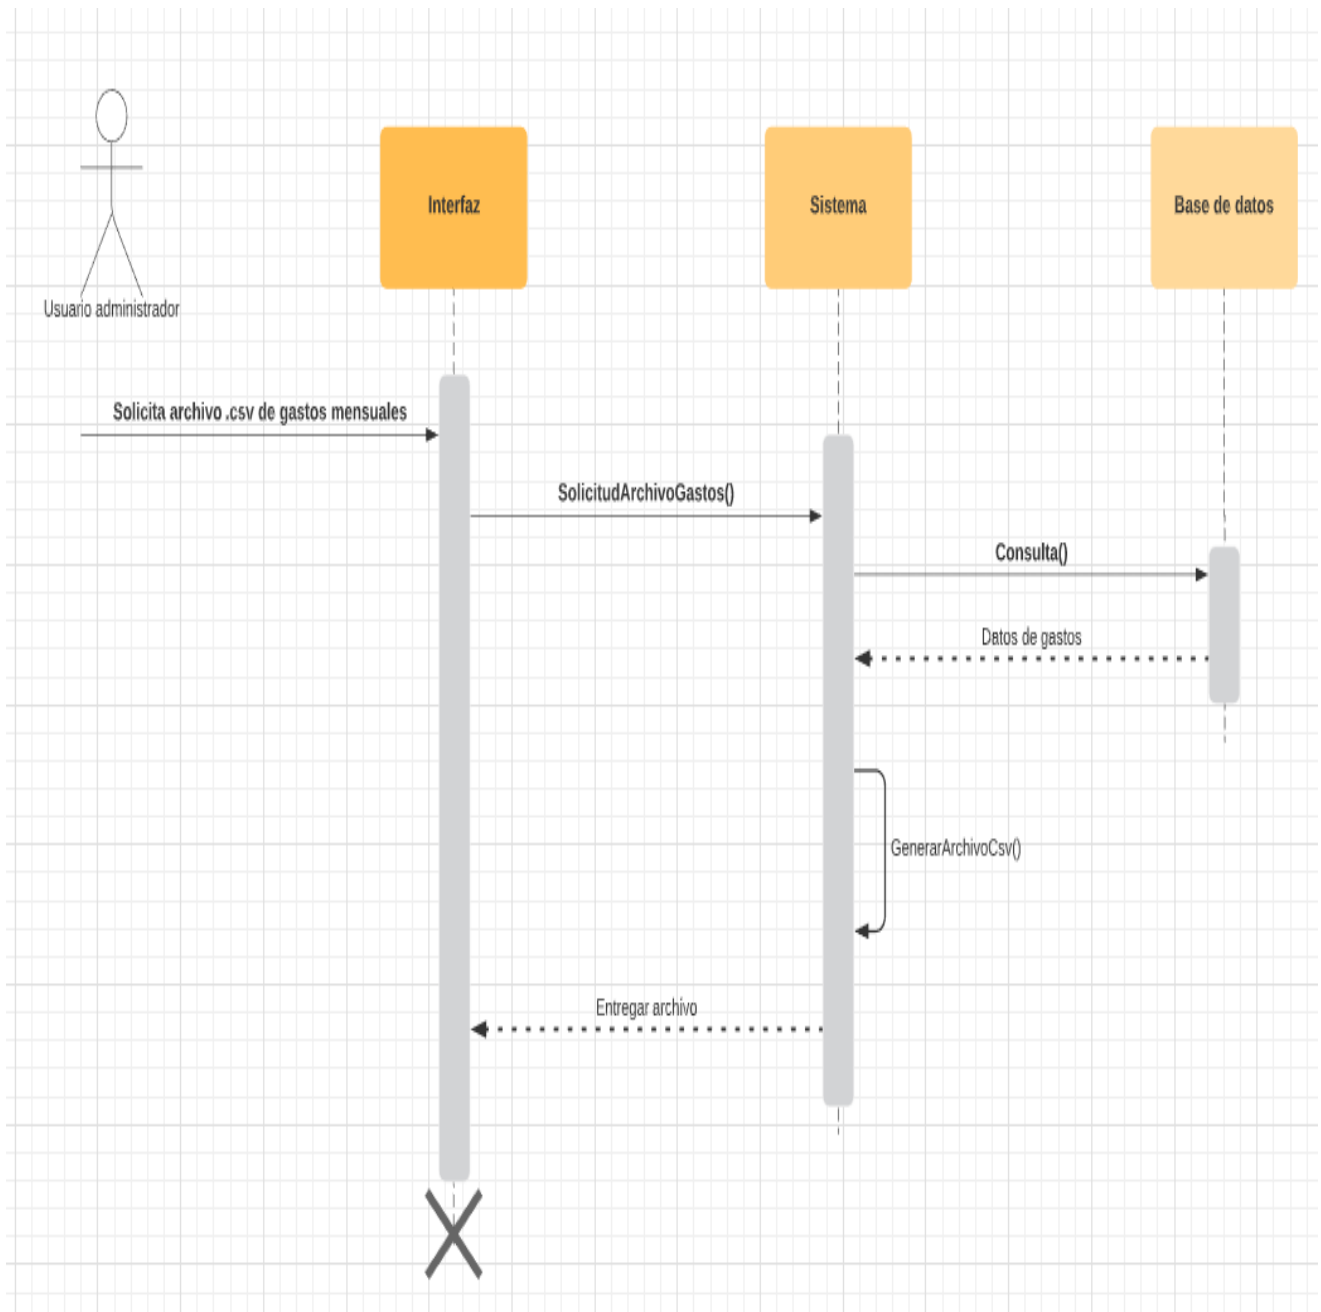 Interfaz
Sistema
Base de datos
Usuario administrador
Solicita archivo .csv de gastos mensuales
SolicitudArchivoGastos()
Consulta()
Datos de gastos
GenerarArchivoCsv()
Entregar archivo